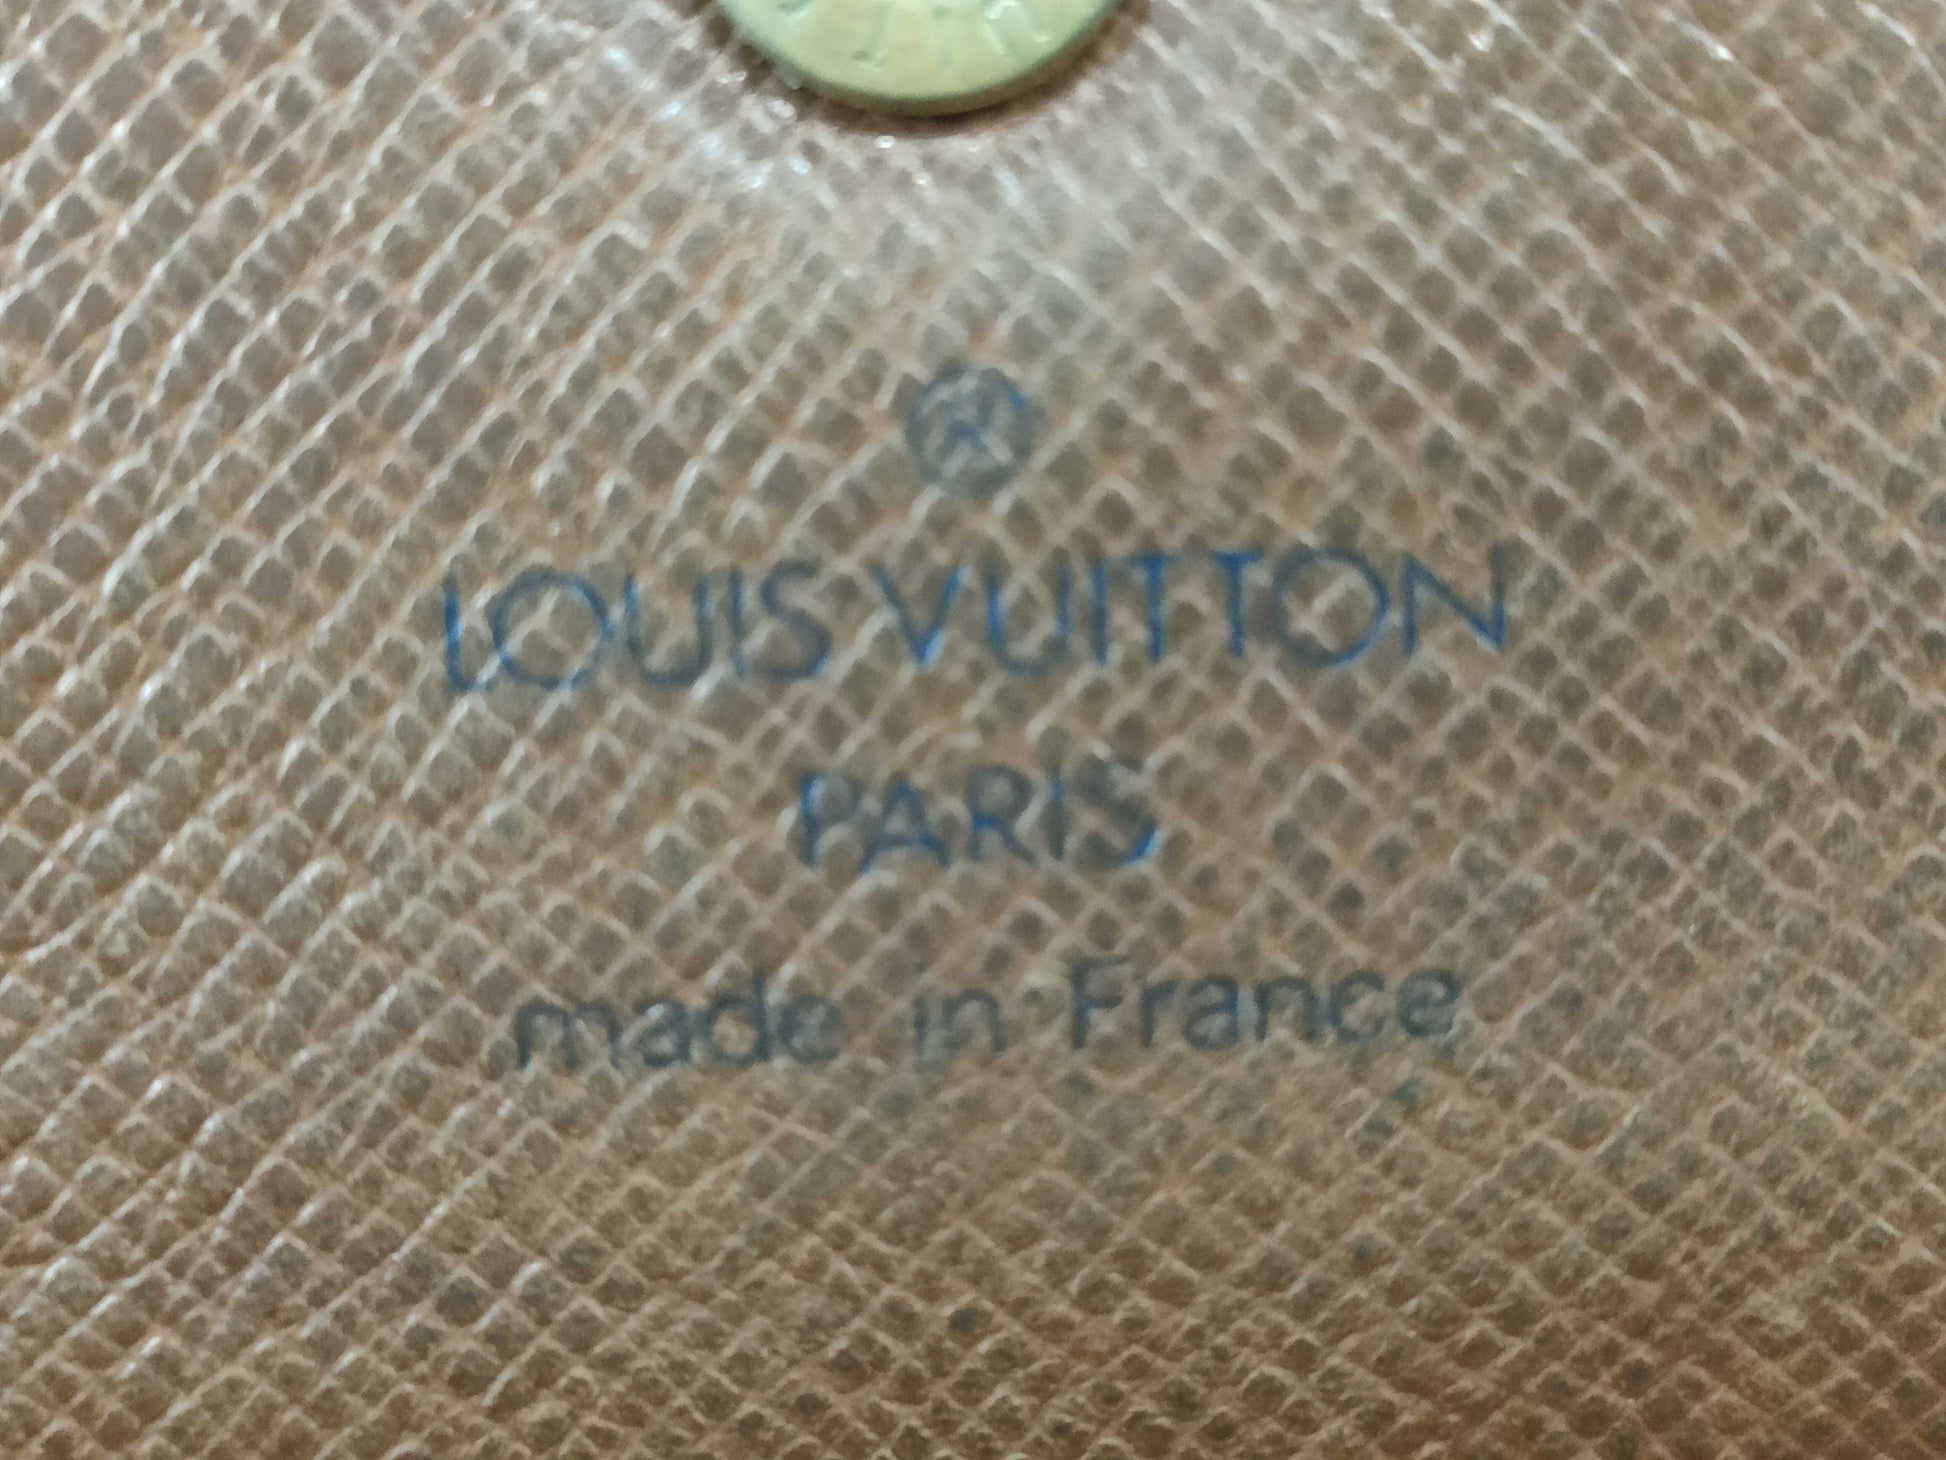 ®
LOUIS VUITTON
PARIS
made in France